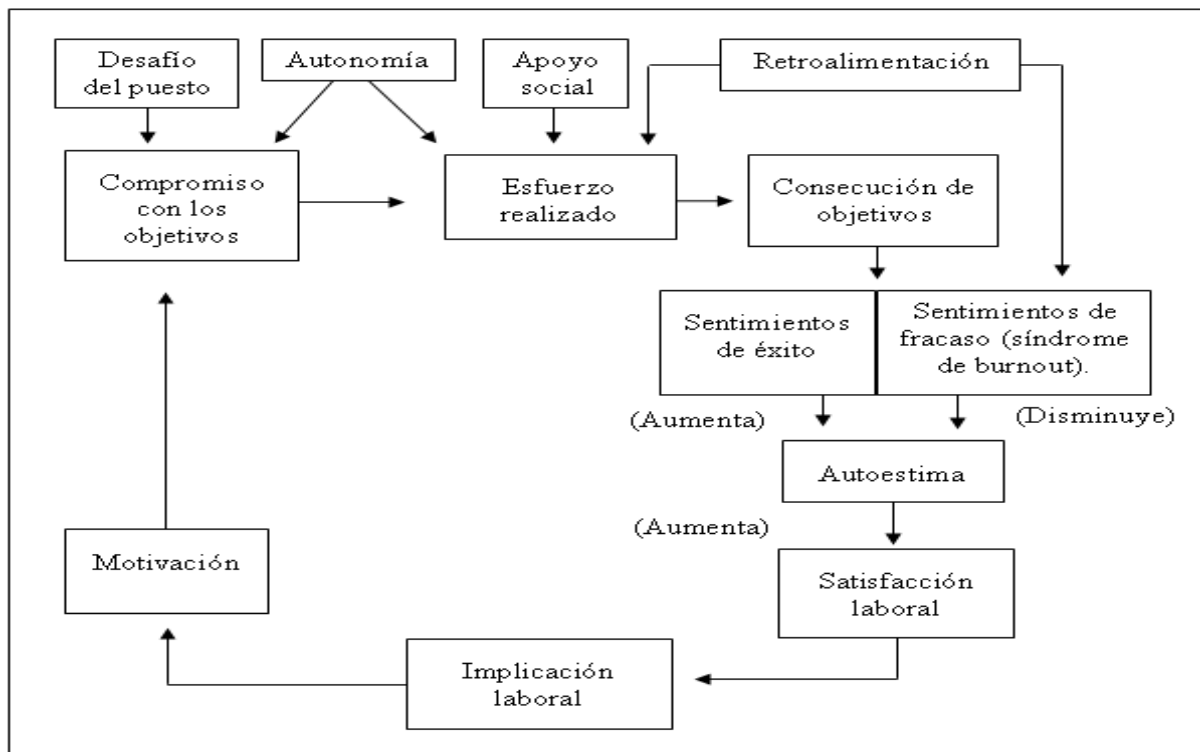 Desafío
del puesto
Autonomía
Apoyo
social
Retroalimentación
Compromiso
con los
objetivos
Esfuerzo
realizado
Consecución de
objetivos
Sentimientos
de éxito
Sentimientos de
fracaso (síndrome
de burnout).
(Aumenta)
(Disminuye)
Autoestima
(Aumenta)
Satisfacción
laboral
Implicación
laboral
Motivación